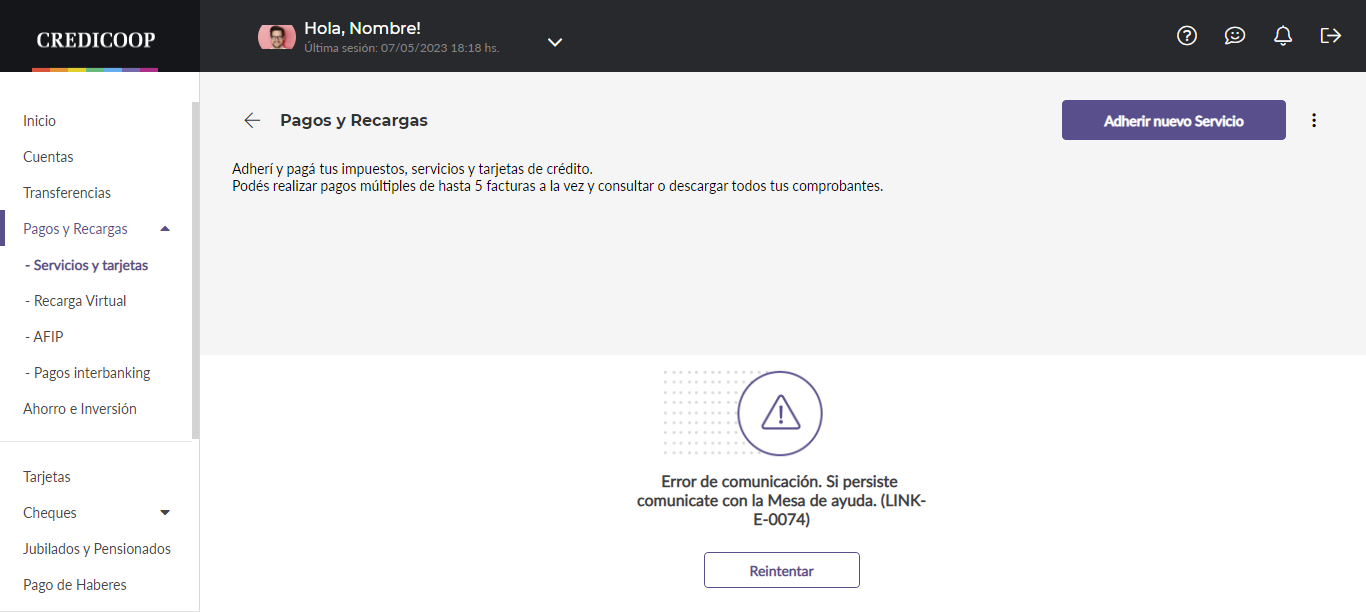 CREDICOOP
Hola, Nombre!
Última sesión: 07/05/2023 18:18 hs.
Inicio
Cuentas
Transferencias
Pagos y Recargas
- Servicios y tarjetas
- Recarga Virtual
- AFIP
- Pagos interbanking
Ahorro e Inversión
Tarjetas
Cheques
Jubilados y Pensionados
Pago de Haberes
Pagos y Recargas
Adherir nuevo Servicio
Adherí y pagá tus impuestos, servicios y tarjetas de crédito.
Podés realizar pagos múltiples de hasta 5 facturas a la vez y consultar o descargar todos tus comprobantes.
Error de comunicación. Si persiste
comunicate con la Mesa de ayuda. (LINK-
E-0074)
Reintentar